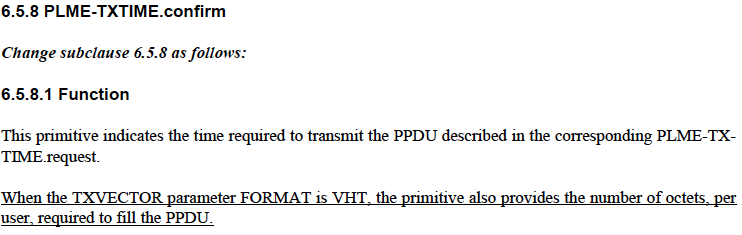 6.5.8 PLME-TXTIME.confirm
Change subclause 6.5.8 as follows:
6.5.8.1 Function
This primitive indicates the time required to transmit the PPDU described in the corresponding PLME-TX-
TIME.request.
When the TXVECTOR parameter FORMAT is VHT, the primitive also provides the number of octets, per
user, required to fill the PPDU.